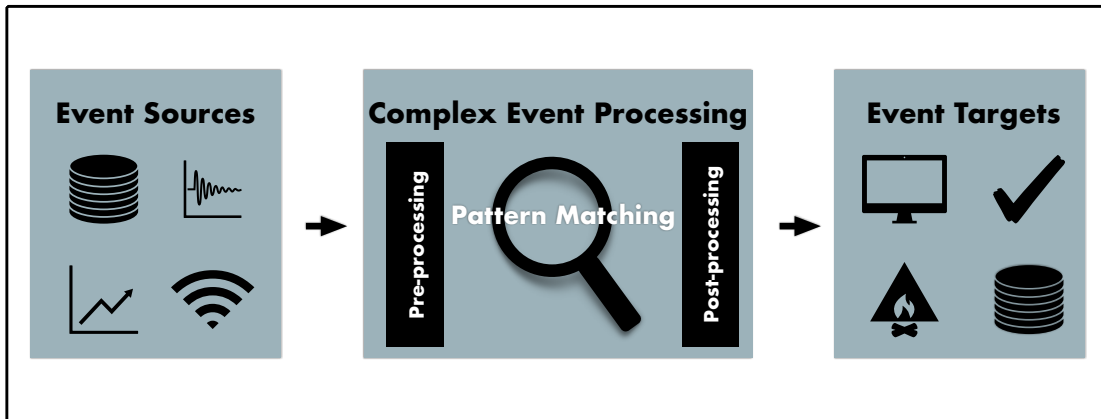 Event Sources
Complex Event Processing
Pre-processing
Pattern Matching
Post-processing
Event Targets